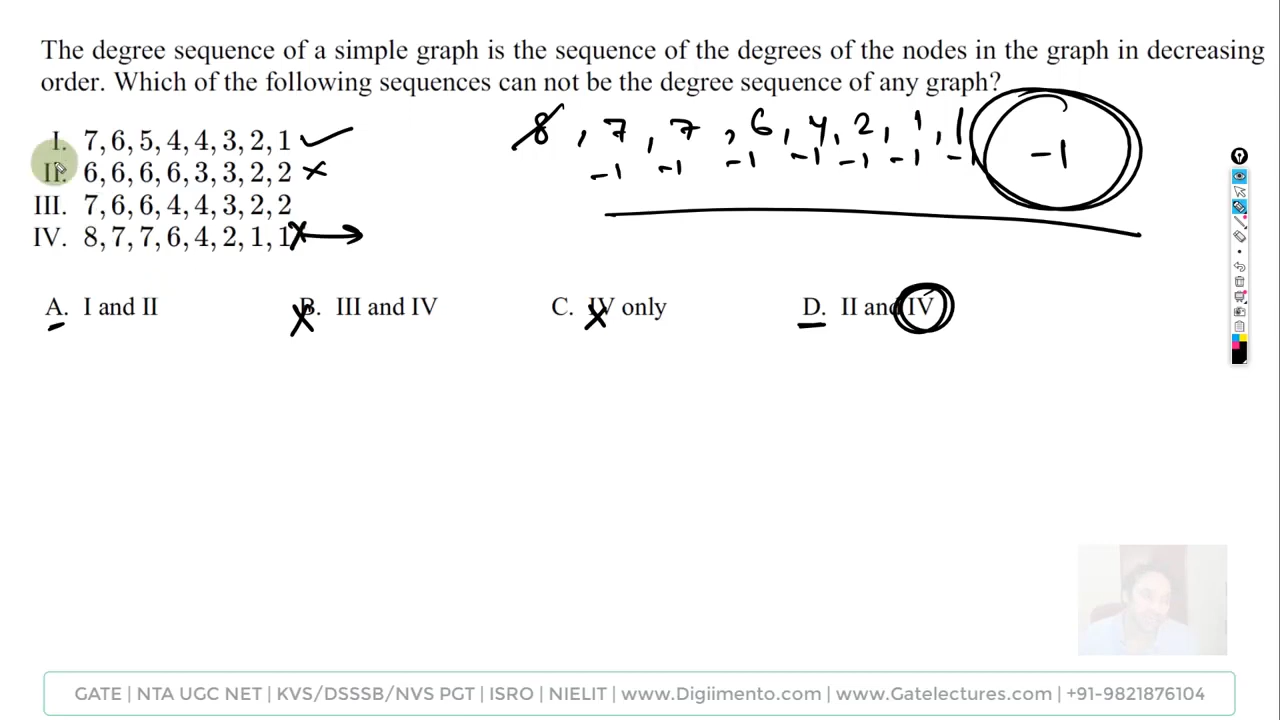 The degree sequence of a simple graph is the sequence of the degrees of the nodes in the graph in decreasing
order. Which of the following sequences can not be the degree sequence of any graph?
8, 7, 7, 6, 4, 2, 1, 1
-1 -1 -1 -1 -1 -1 -1 -1
I. 7, 6, 5, 4, 4, 3, 2, 1
II. 6, 6, 6, 6, 3, 3, 2, 2
III. 7, 6, 6, 4, 4, 3, 2, 2
IV. 8, 7, 7, 6, 4, 2, 1, 1
A. I and II B. III and IV C. IV only D. II and IV
GATE | NTA UGC NET | KVS/DSSSB/NVS PGT | ISRO | NIELIT | www.Digiimento.com | www.Gatelectures.com | +91-9821876104